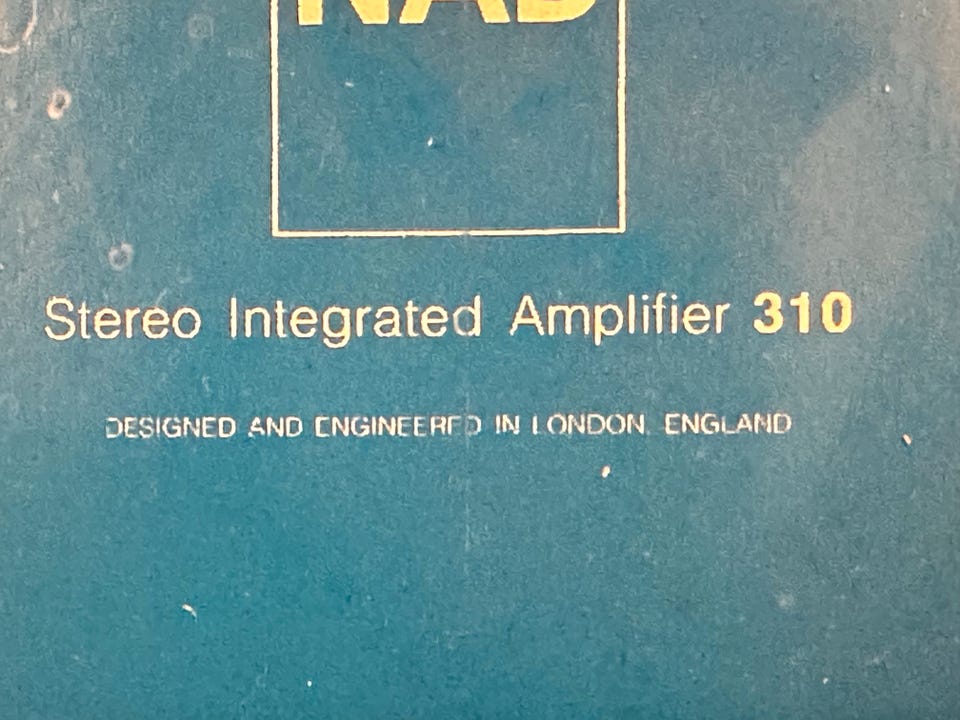 NAD
Stereo Integrated Amplifier 310
DESIGNED AND ENGINEERED IN LONDON, ENGLAND